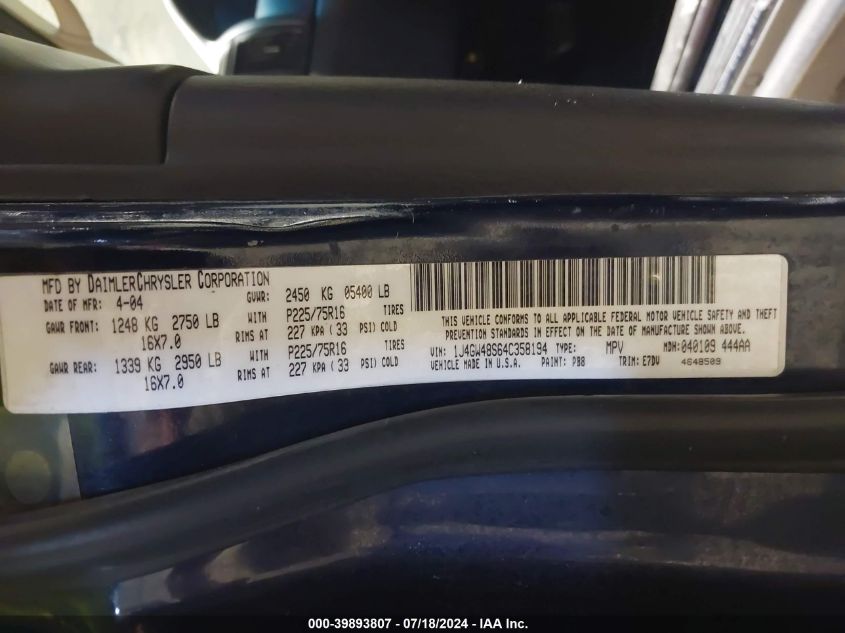 MFD BY DAIMLERCHRYSLER CORPORATION
DATE OF MFR: 4-04 GVWR: 2450 KG 05400 LB
GAWR FRONT: 1248 KG 2750 LB WITH P225/75R16 TIRES
16X7.0 RIMS AT 227 KPA ( 33 PSI) COLD
GAWR REAR: 1339 KG 2950 LB WITH P225/75R16 TIRES
16X7.0 RIMS AT 227 KPA ( 33 PSI) COLD
THIS VEHICLE CONFORMS TO ALL APPLICABLE FEDERAL MOTOR VEHICLE SAFETY AND THEFT
PREVENTION STANDARDS IN EFFECT ON THE DATE OF MANUFACTURE SHOWN ABOVE.
VIN: 1J4GW48S64C358194 TYPE: MPV MDH:040109 444AA
VEHICLE MADE IN U.S.A. PAINT: PB8 TRIM: E7DV 4648509
000-39893807 / 07/18/2024 - IAA Inc.